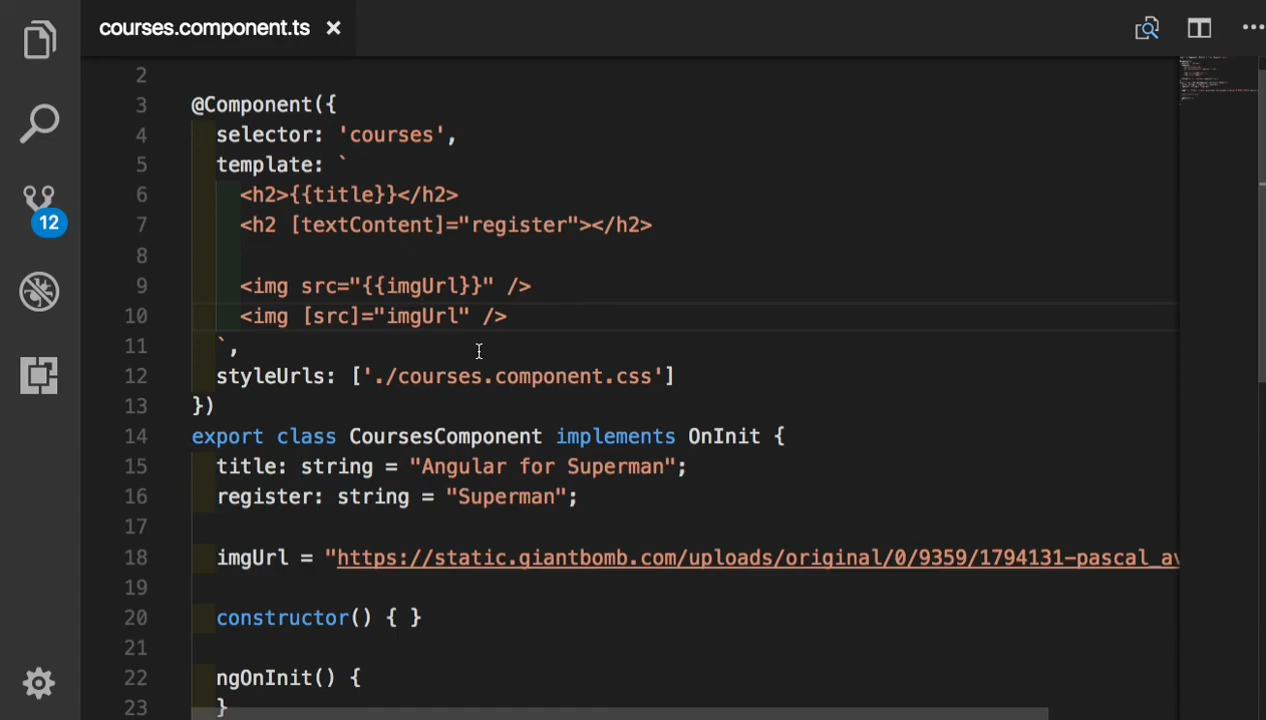 courses.component.ts ×
12
2
3 @Component({
4 selector: 'courses',
5 template: `
6 <h2>{{title}}</h2>
7 <h2 [textContent]="register"></h2>
8
9 <img src="{{imgUrl}}" />
10 <img [src]="imgUrl" />
11 `,
12 styleUrls: ['./courses.component.css']
13 })
14 export class CoursesComponent implements OnInit {
15 title: string = "Angular for Superman";
16 register: string = "Superman";
17
18 imgUrl = "https://static.giantbomb.com/uploads/original/0/9359/1794131-pascal_av
19
20 constructor() { }
21
22 ngOnInit() {
23 }